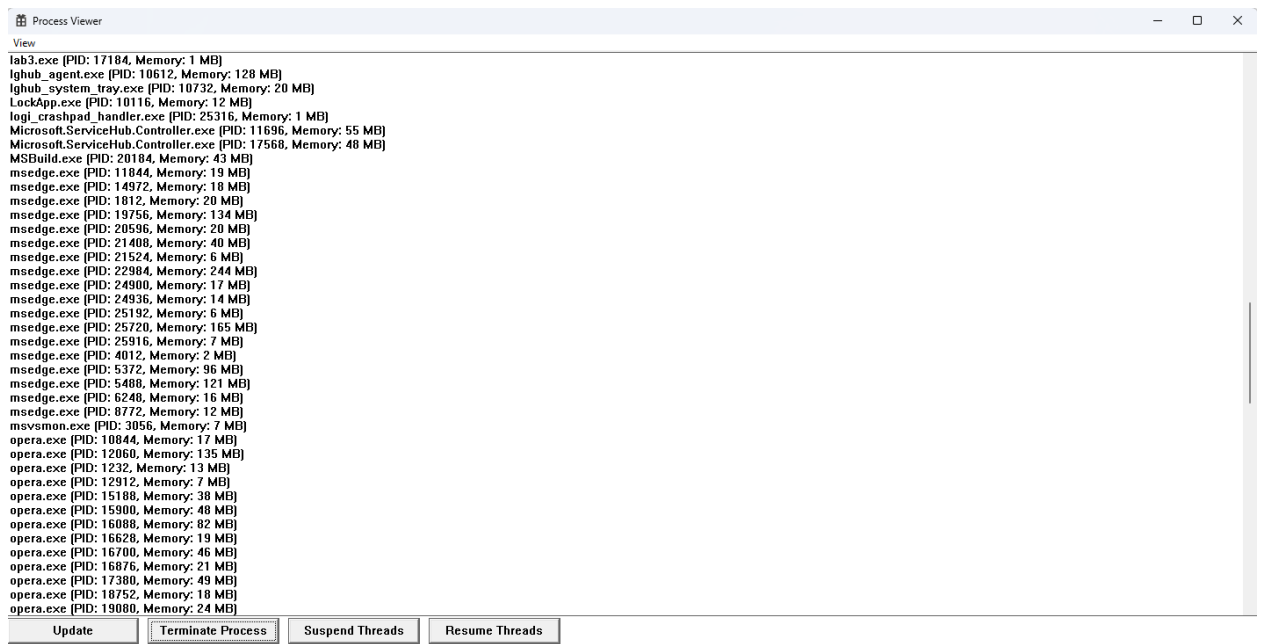 Process Viewer
View
lab3.exe (PID: 17184, Memory: 1 MB)
lghub_agent.exe (PID: 10612, Memory: 128 MB)
lghub_system_tray.exe (PID: 10732, Memory: 20 MB)
LockApp.exe (PID: 10116, Memory: 12 MB)
logi_crashpad_handler.exe (PID: 25316, Memory: 1 MB)
Microsoft.ServiceHub.Controller.exe (PID: 11696, Memory: 55 MB)
Microsoft.ServiceHub.Controller.exe (PID: 17568, Memory: 48 MB)
MSBuild.exe (PID: 20184, Memory: 43 MB)
msedge.exe (PID: 11844, Memory: 19 MB)
msedge.exe (PID: 14972, Memory: 18 MB)
msedge.exe (PID: 1812, Memory: 20 MB)
msedge.exe (PID: 19756, Memory: 134 MB)
msedge.exe (PID: 20596, Memory: 20 MB)
msedge.exe (PID: 21408, Memory: 40 MB)
msedge.exe (PID: 21524, Memory: 6 MB)
msedge.exe (PID: 22984, Memory: 244 MB)
msedge.exe (PID: 24900, Memory: 17 MB)
msedge.exe (PID: 24936, Memory: 14 MB)
msedge.exe (PID: 25192, Memory: 6 MB)
msedge.exe (PID: 25720, Memory: 165 MB)
msedge.exe (PID: 25916, Memory: 7 MB)
msedge.exe (PID: 4012, Memory: 2 MB)
msedge.exe (PID: 5372, Memory: 96 MB)
msedge.exe (PID: 5488, Memory: 121 MB)
msedge.exe (PID: 6248, Memory: 16 MB)
msedge.exe (PID: 8772, Memory: 12 MB)
msvsmon.exe (PID: 3056, Memory: 7 MB)
opera.exe (PID: 10844, Memory: 17 MB)
opera.exe (PID: 12060, Memory: 135 MB)
opera.exe (PID: 1232, Memory: 13 MB)
opera.exe (PID: 12912, Memory: 7 MB)
opera.exe (PID: 15188, Memory: 38 MB)
opera.exe (PID: 15900, Memory: 48 MB)
opera.exe (PID: 16088, Memory: 82 MB)
opera.exe (PID: 16628, Memory: 19 MB)
opera.exe (PID: 16700, Memory: 46 MB)
opera.exe (PID: 16876, Memory: 21 MB)
opera.exe (PID: 17380, Memory: 49 MB)
opera.exe (PID: 18752, Memory: 18 MB)
opera.exe (PID: 19080, Memory: 24 MB)
Update Terminate Process Suspend Threads Resume Threads